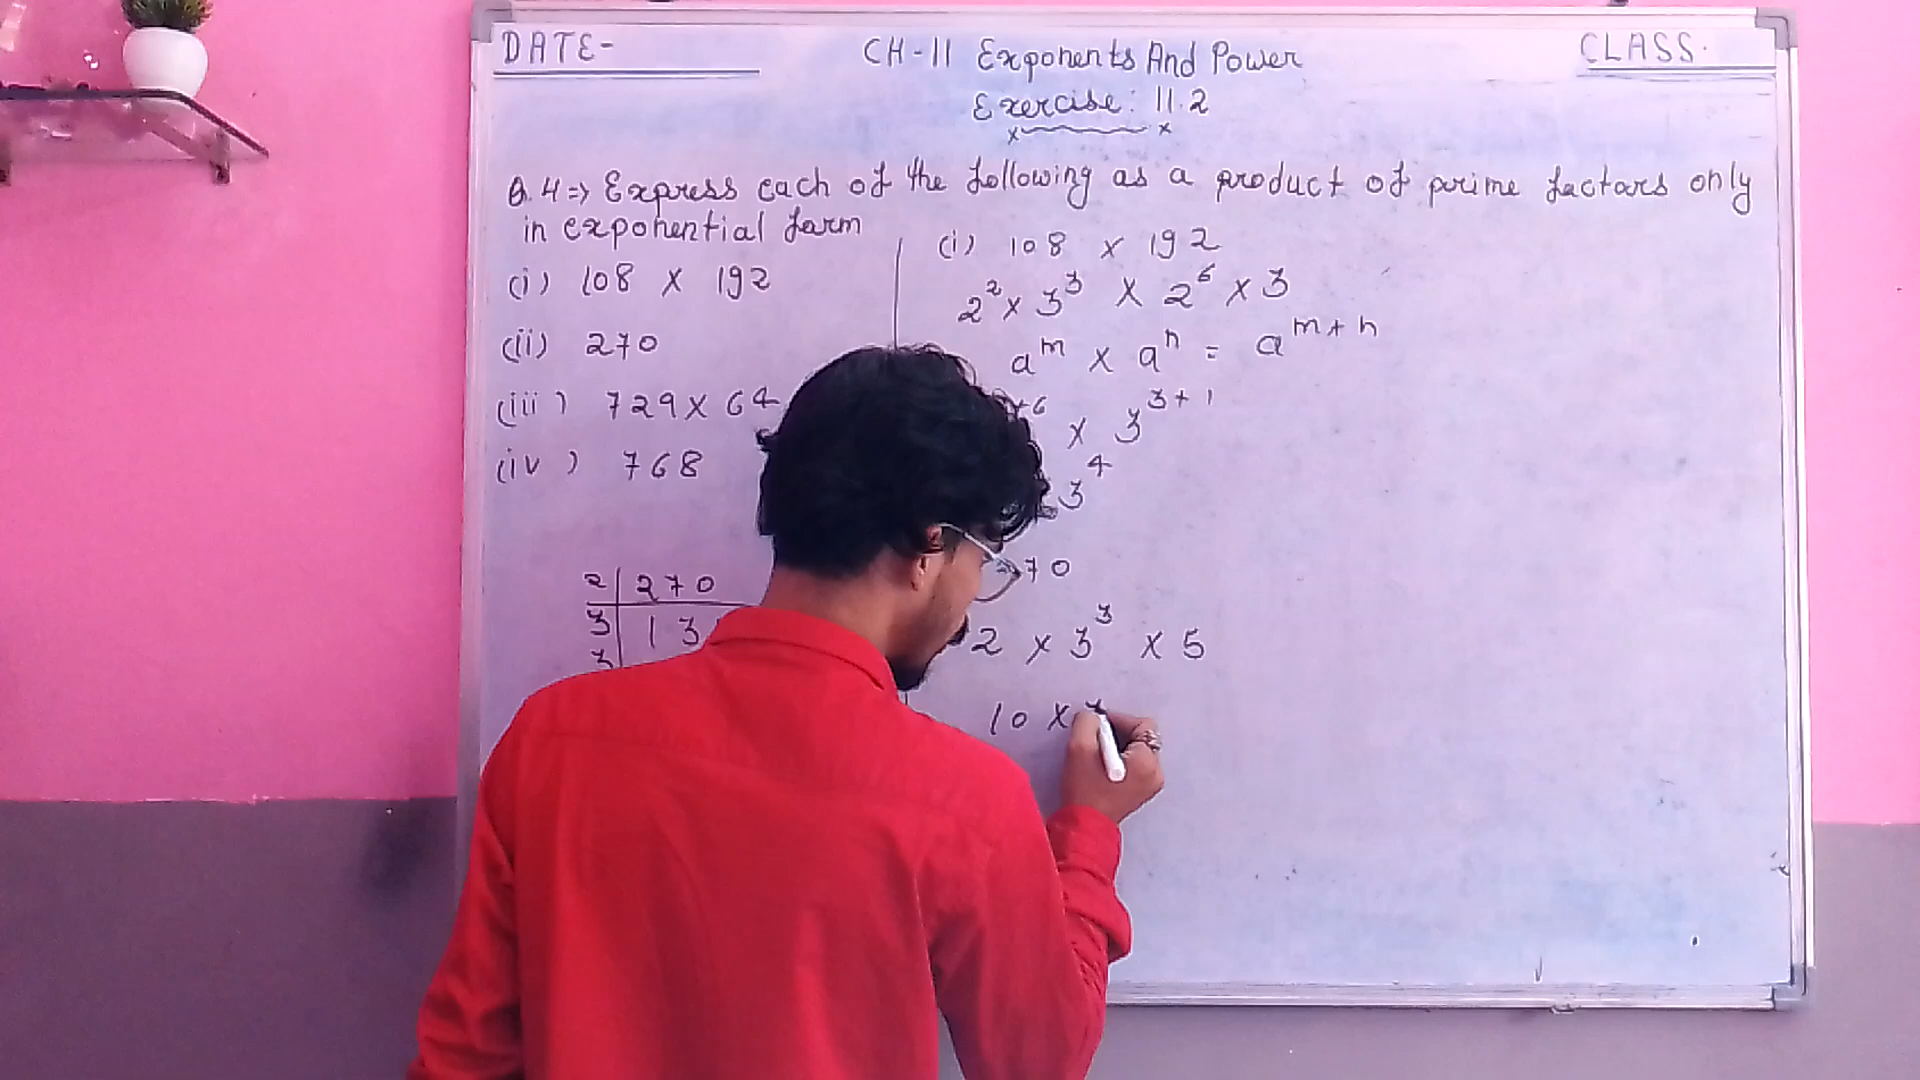 DATE-
CH-11 Exponents And Power
CLASS.
Exercise: 11.2
Q.4=> Express each of the following as a product of prime factors only
in exponential form
(i) 108 x 192
(ii) 270
(iii) 729 x 64
(iv) 768
2 | 270
3 | 13
3
(i) 108 x 192
2² x 3³ x 2⁶ x 3
aᵐ x aⁿ = aᵐ⁺ⁿ
⁺⁶ x 3³⁺¹
3⁴
270
2 x 3³ x 5
10 x